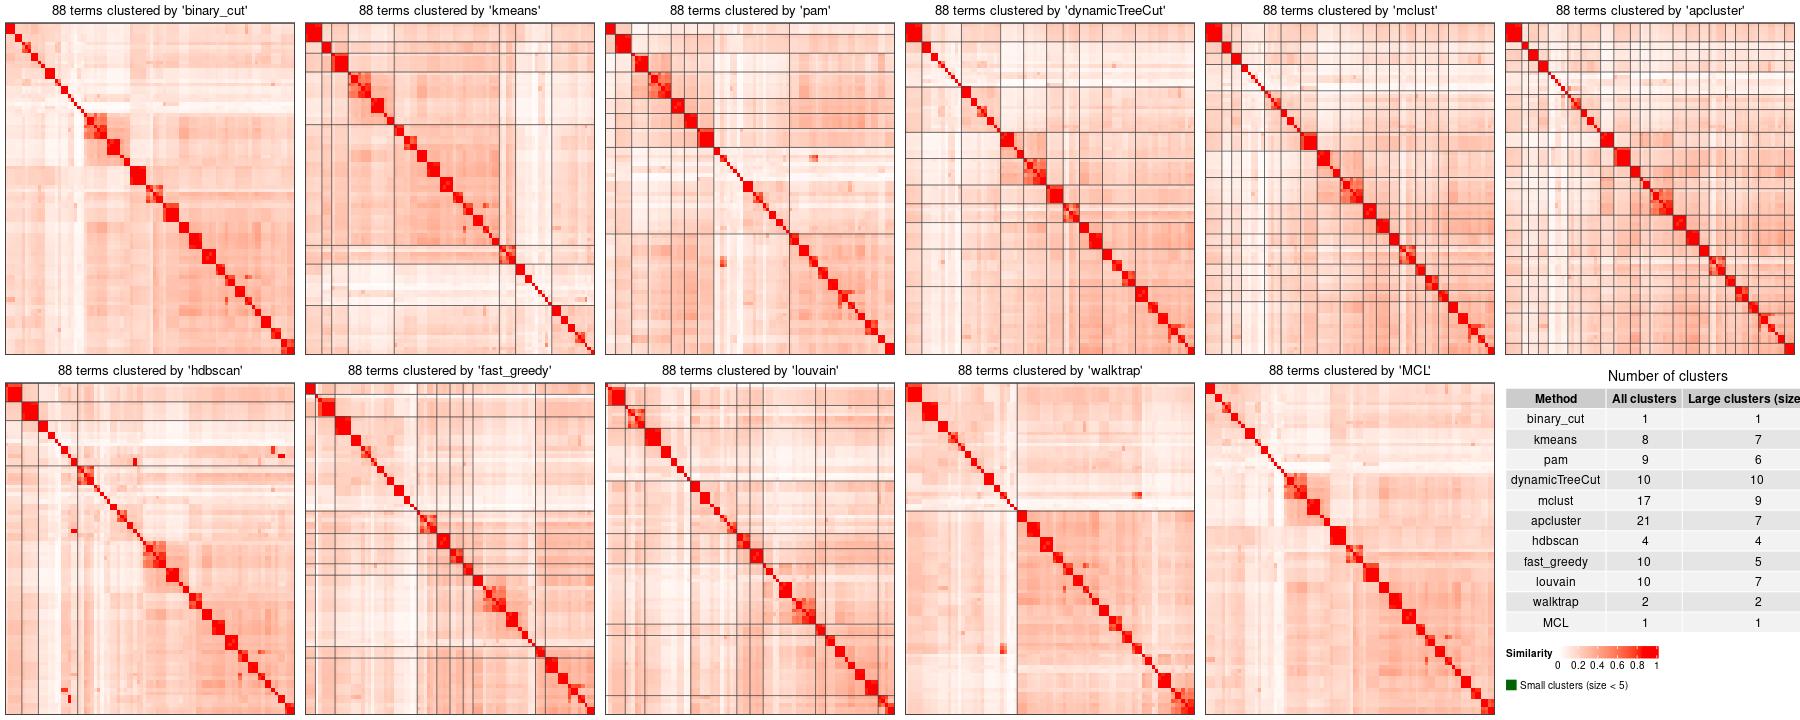 88 terms clustered by 'binary_cut'
88 terms clustered by 'kmeans'
88 terms clustered by 'pam'
88 terms clustered by 'dynamicTreeCut'
88 terms clustered by 'mclust'
88 terms clustered by 'apcluster'
88 terms clustered by 'hdbscan'
88 terms clustered by 'fast_greedy'
88 terms clustered by 'louvain'
88 terms clustered by 'walktrap'
88 terms clustered by 'MCL'
Number of clusters
Method All clusters Large clusters (size
binary_cut 1 1
kmeans 8 7
pam 9 6
dynamicTreeCut 10 10
mclust 17 9
apcluster 21 7
hdbscan 4 4
fast_greedy 10 5
louvain 10 7
walktrap 2 2
MCL 1 1
Similarity
0 0.2 0.4 0.6 0.8 1
Small clusters (size < 5)